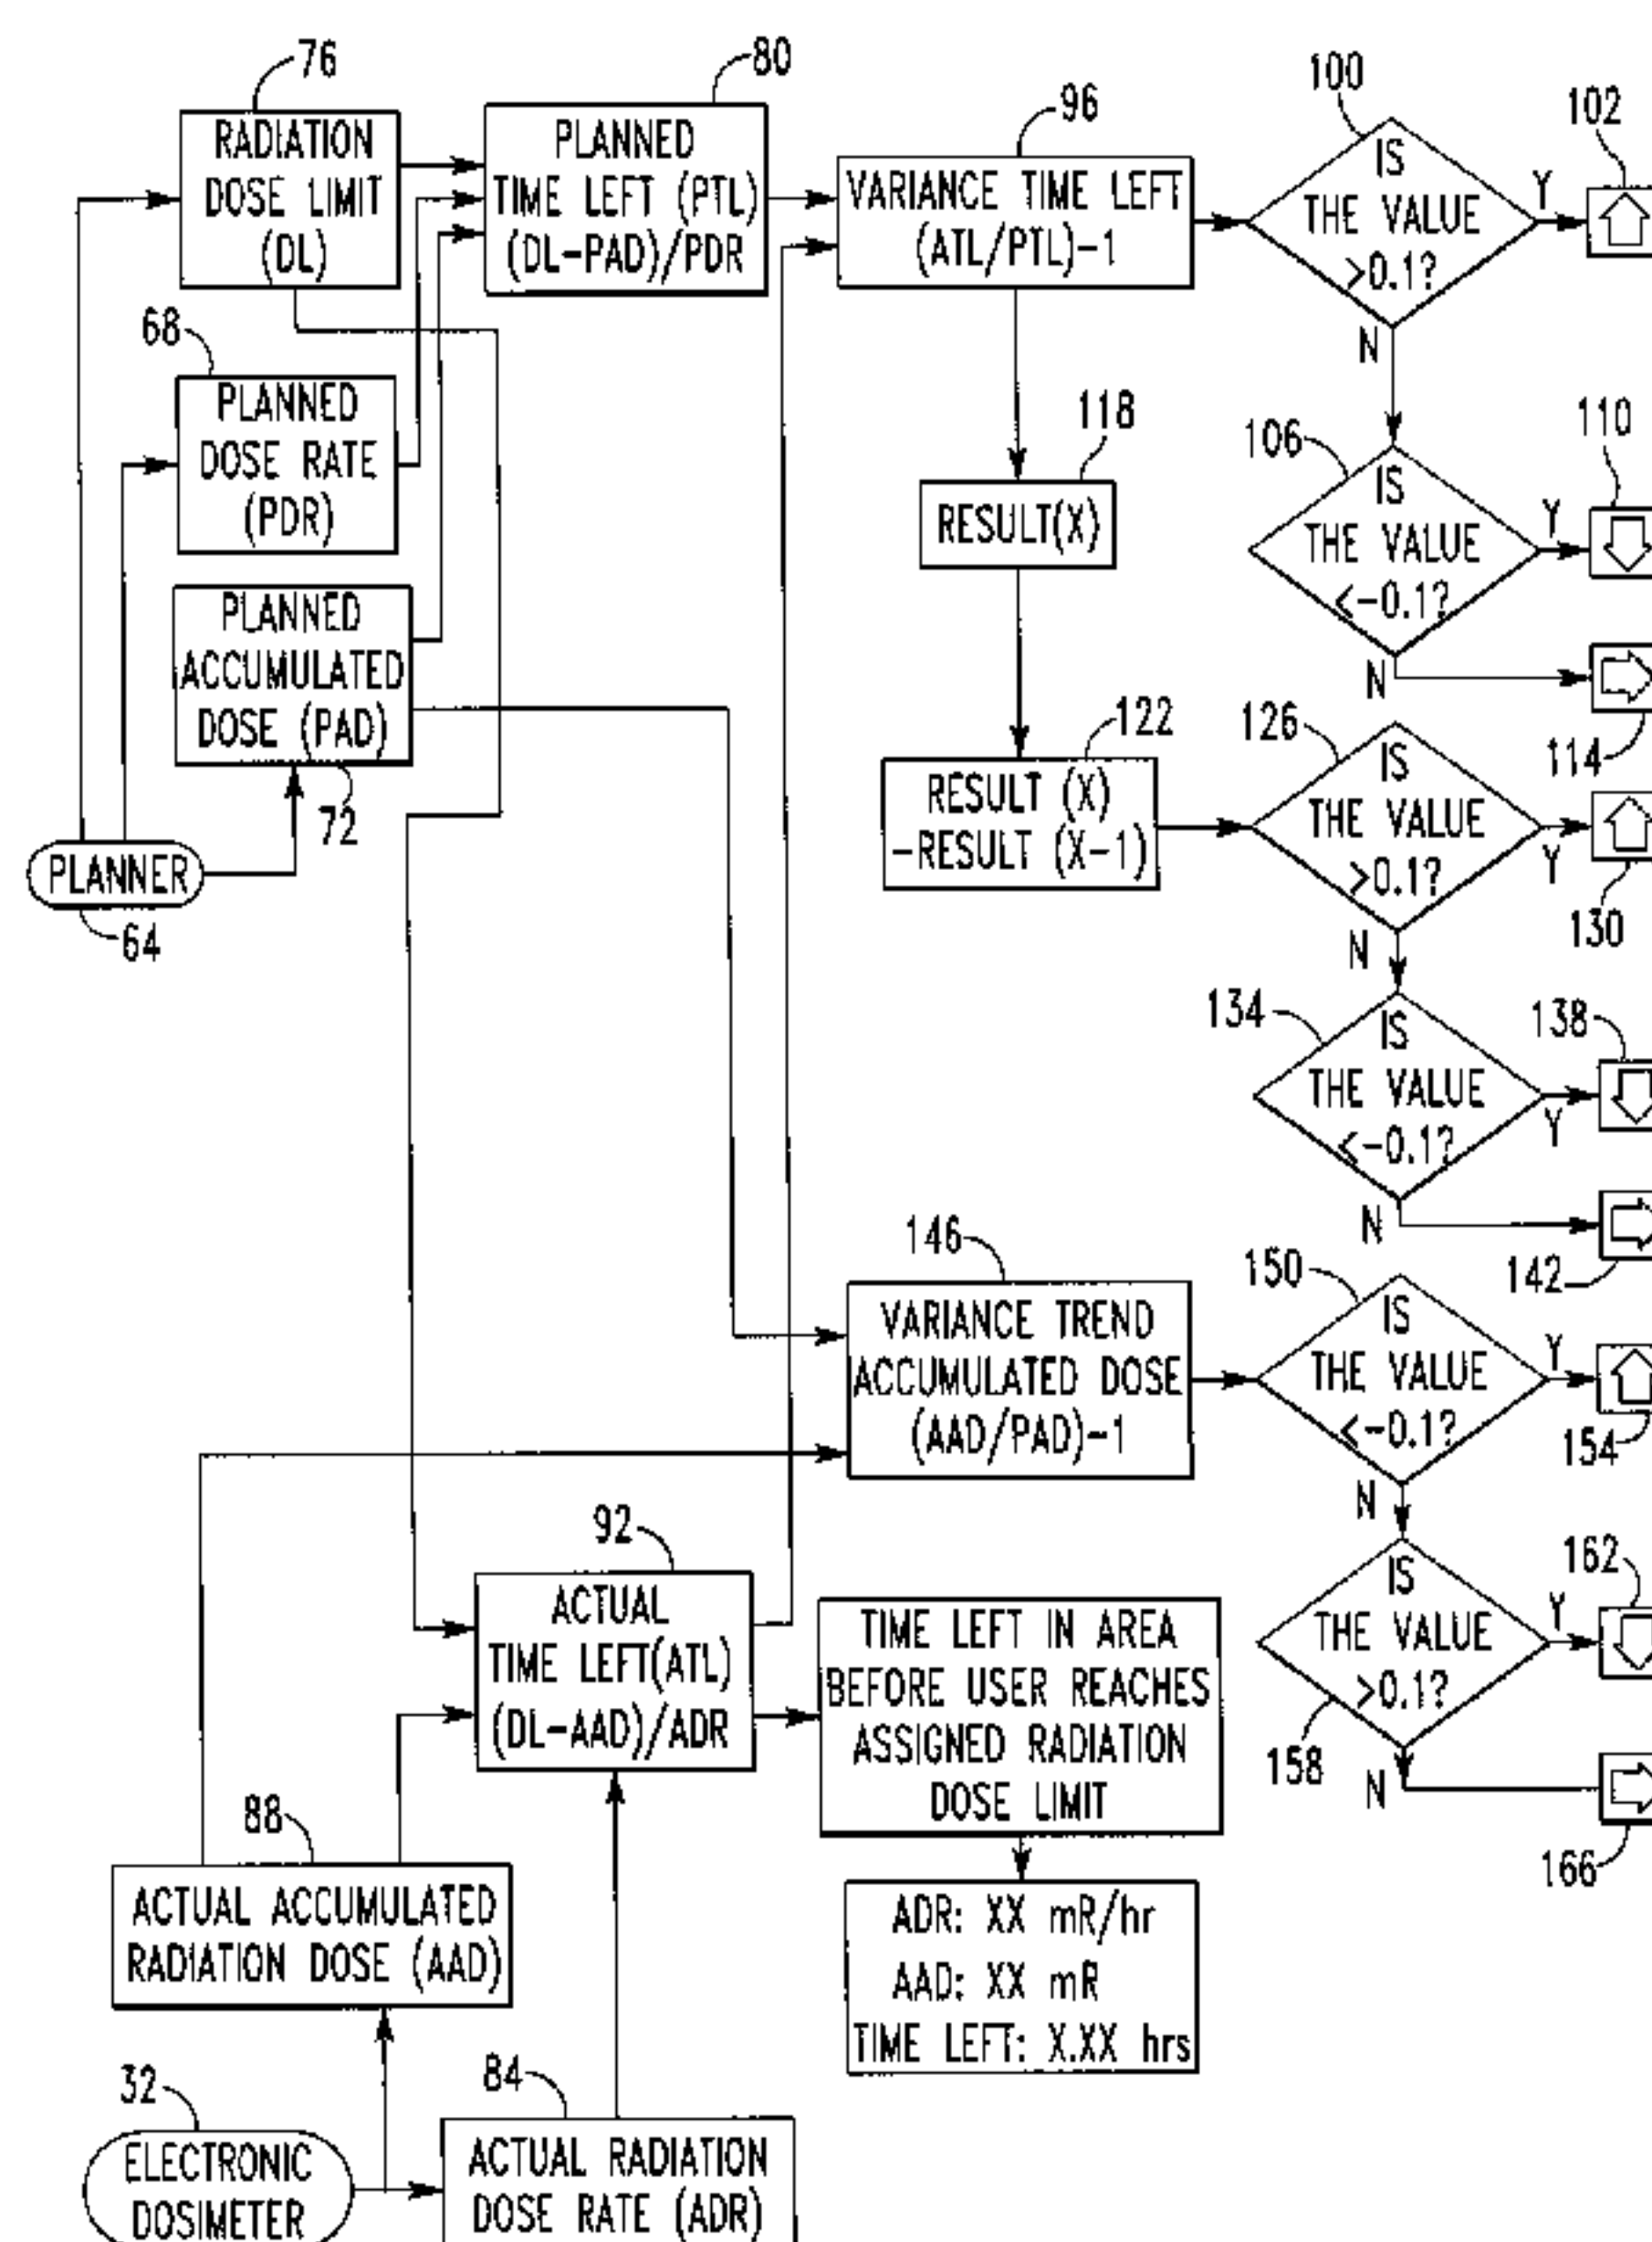 76
RADIATION
DOSE LIMIT
(DL)
80
PLANNED
TIME LEFT (PTL)
(DL-PAD)/PDR
96
VARIANCE TIME LEFT
(ATL/PTL)-1
100
IS
THE VALUE
>0.1?
Y
N
102
68
PLANNED
DOSE RATE
(PDR)
118
RESULT(X)
106
IS
THE VALUE
<-0.1?
Y
N
110
114
PLANNED
ACCUMULATED
DOSE (PAD)
72
PLANNER
64
122
RESULT (X)
-RESULT (X-1)
126
IS
THE VALUE
>0.1?
Y
N
130
134
IS
THE VALUE
<-0.1?
Y
N
138
142
146
VARIANCE TREND
ACCUMULATED DOSE
(AAD/PAD)-1
150
IS
THE VALUE
<-0.1?
Y
N
154
92
ACTUAL
TIME LEFT(ATL)
(DL-AAD)/ADR
TIME LEFT IN AREA
BEFORE USER REACHES
ASSIGNED RADIATION
DOSE LIMIT
IS
THE VALUE
>0.1?
158
Y
N
162
166
88
ACTUAL ACCUMULATED
RADIATION DOSE (AAD)
ADR: XX mR/hr
AAD: XX mR
TIME LEFT: X.XX hrs
32
ELECTRONIC
DOSIMETER
84
ACTUAL RADIATION
DOSE RATE (ADR)